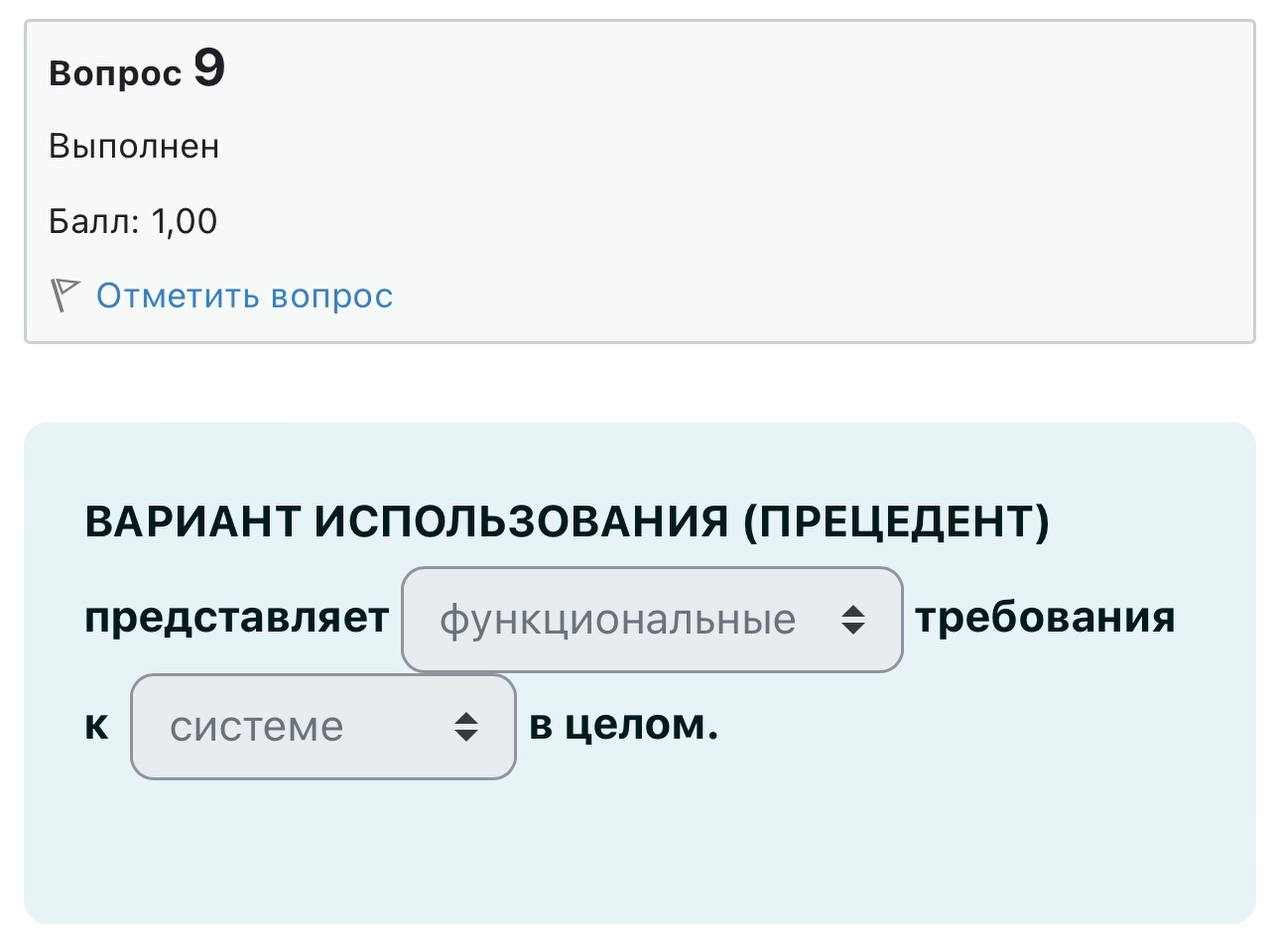 Вопрос 9
Выполнен
Балл: 1,00
Отметить вопрос
ВАРИАНТ ИСПОЛЬЗОВАНИЯ (ПРЕЦЕДЕНТ)
представляет функциональные требования
к системе в целом.